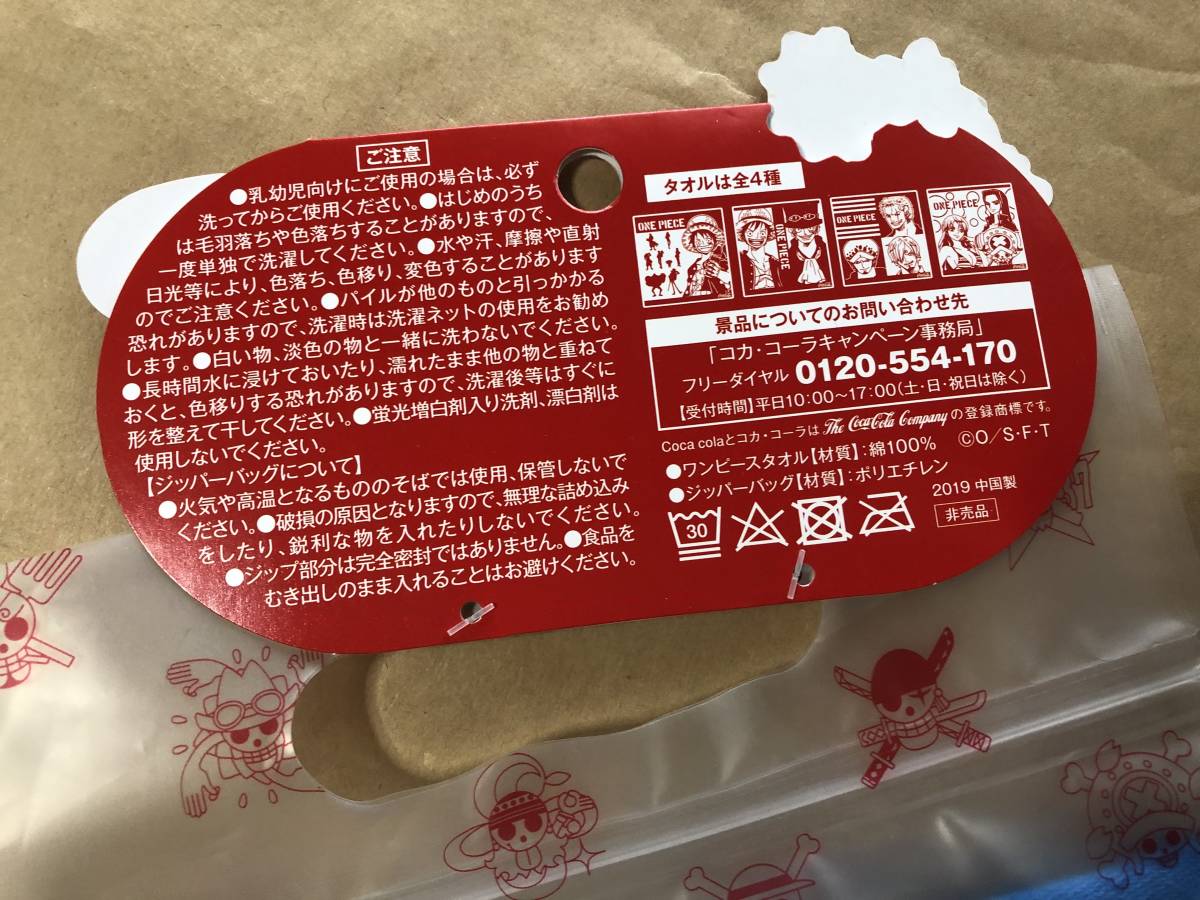 ご注意
●乳幼児向けにご使用の場合は、必ず
洗ってからご使用ください。●はじめのうち
は毛羽落ちや色落ちすることがありますので、
一度単独で洗濯してください。●水や汗、摩擦や直射
日光等により、色落ち、色移り、変色することがあります
のでご注意ください。●パイルが他のものと引っかかる
恐れがありますので、洗濯時は洗濯ネットの使用をお勧め
します。●白い物、淡色の物と一緒に洗わないでください。
●長時間水に浸けておいたり、濡れたまま他の物と重ねて
おくと、色移りする恐れがありますので、洗濯後等はすぐに
形を整えて干してください。●蛍光増白剤入り洗剤、漂白剤は
使用しないでください。
【ジッパーバッグについて】
●火気や高温となるもののそばでは使用、保管しないで
ください。●破損の原因となりますので、無理な詰め込み
をしたり、鋭利な物を入れたりしないでください。
●ジップ部分は完全密封ではありません。●食品を
むき出しのまま入れることはお避けください。
タオルは全4種
ONE PIECE
ONE PIECE
ONE PIECE
ONE PIECE
景品についてのお問い合わせ先
「コカ・コーラキャンペーン事務局」
フリーダイヤル 0120-554-170
【受付時間】平日10:00〜17:00(土・日・祝日は除く)
Coca colaとコカ・コーラは The Coca-Cola Company の登録商標です。
●ワンピースタオル【材質】:綿100% ©O/S・F・T
●ジッパーバッグ【材質】:ポリエチレン
30
2019 中国製
非売品